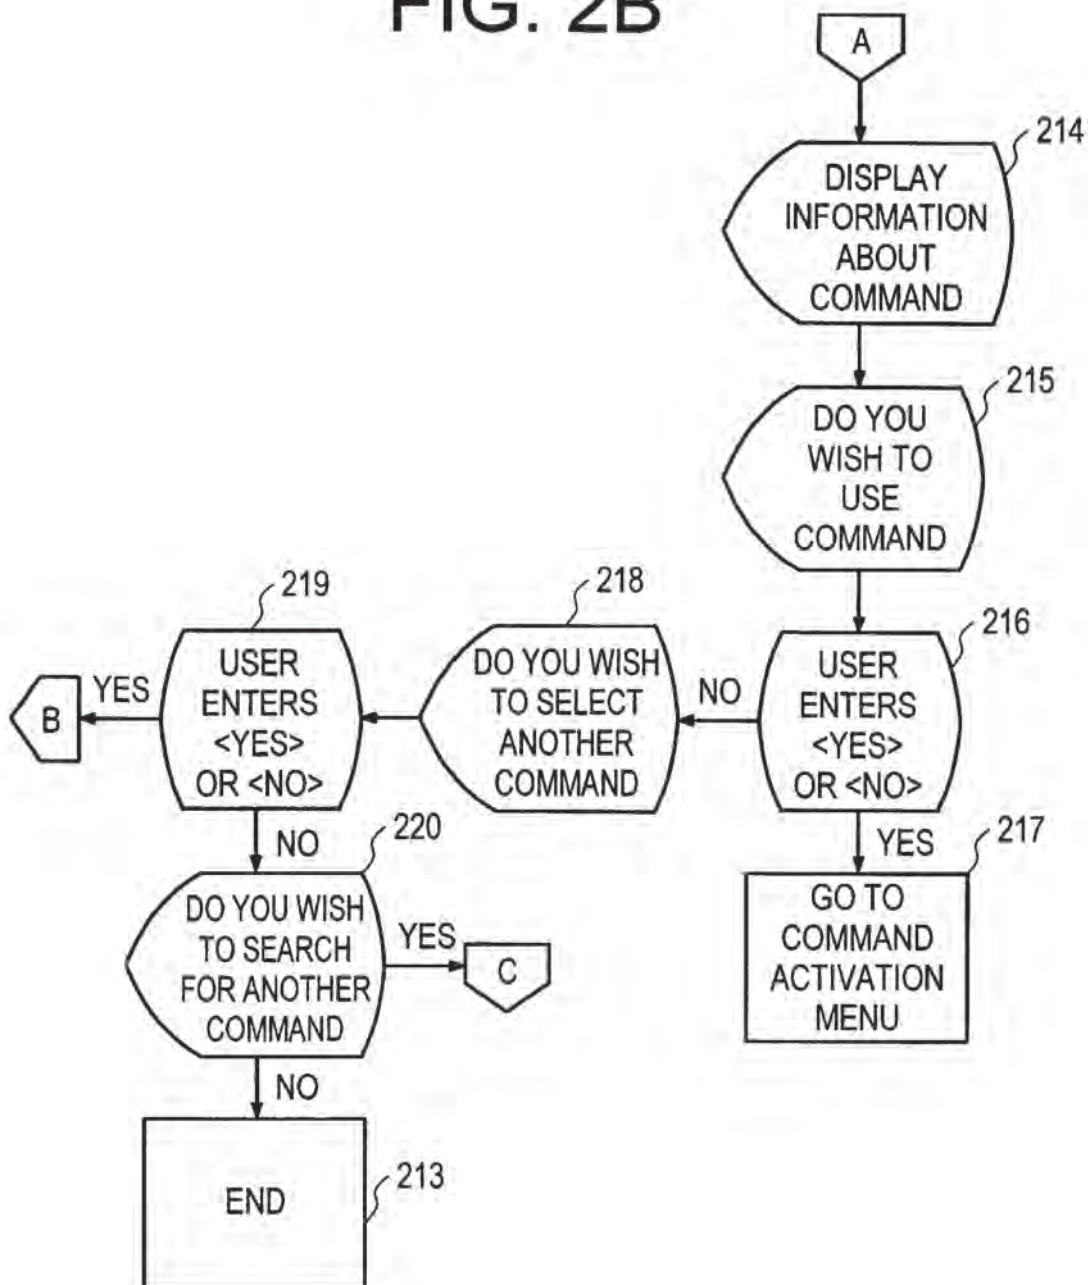 FIG. 2B
A
214
DISPLAY
INFORMATION
ABOUT
COMMAND
215
DO YOU
WISH TO
USE
COMMAND
216
USER
ENTERS
<YES>
OR <NO>
NO
YES
217
GO TO
COMMAND
ACTIVATION
MENU
218
DO YOU WISH
TO SELECT
ANOTHER
COMMAND
219
USER
ENTERS
<YES>
OR <NO>
YES
B
NO
220
DO YOU WISH
TO SEARCH
FOR ANOTHER
COMMAND
YES
C
NO
213
END